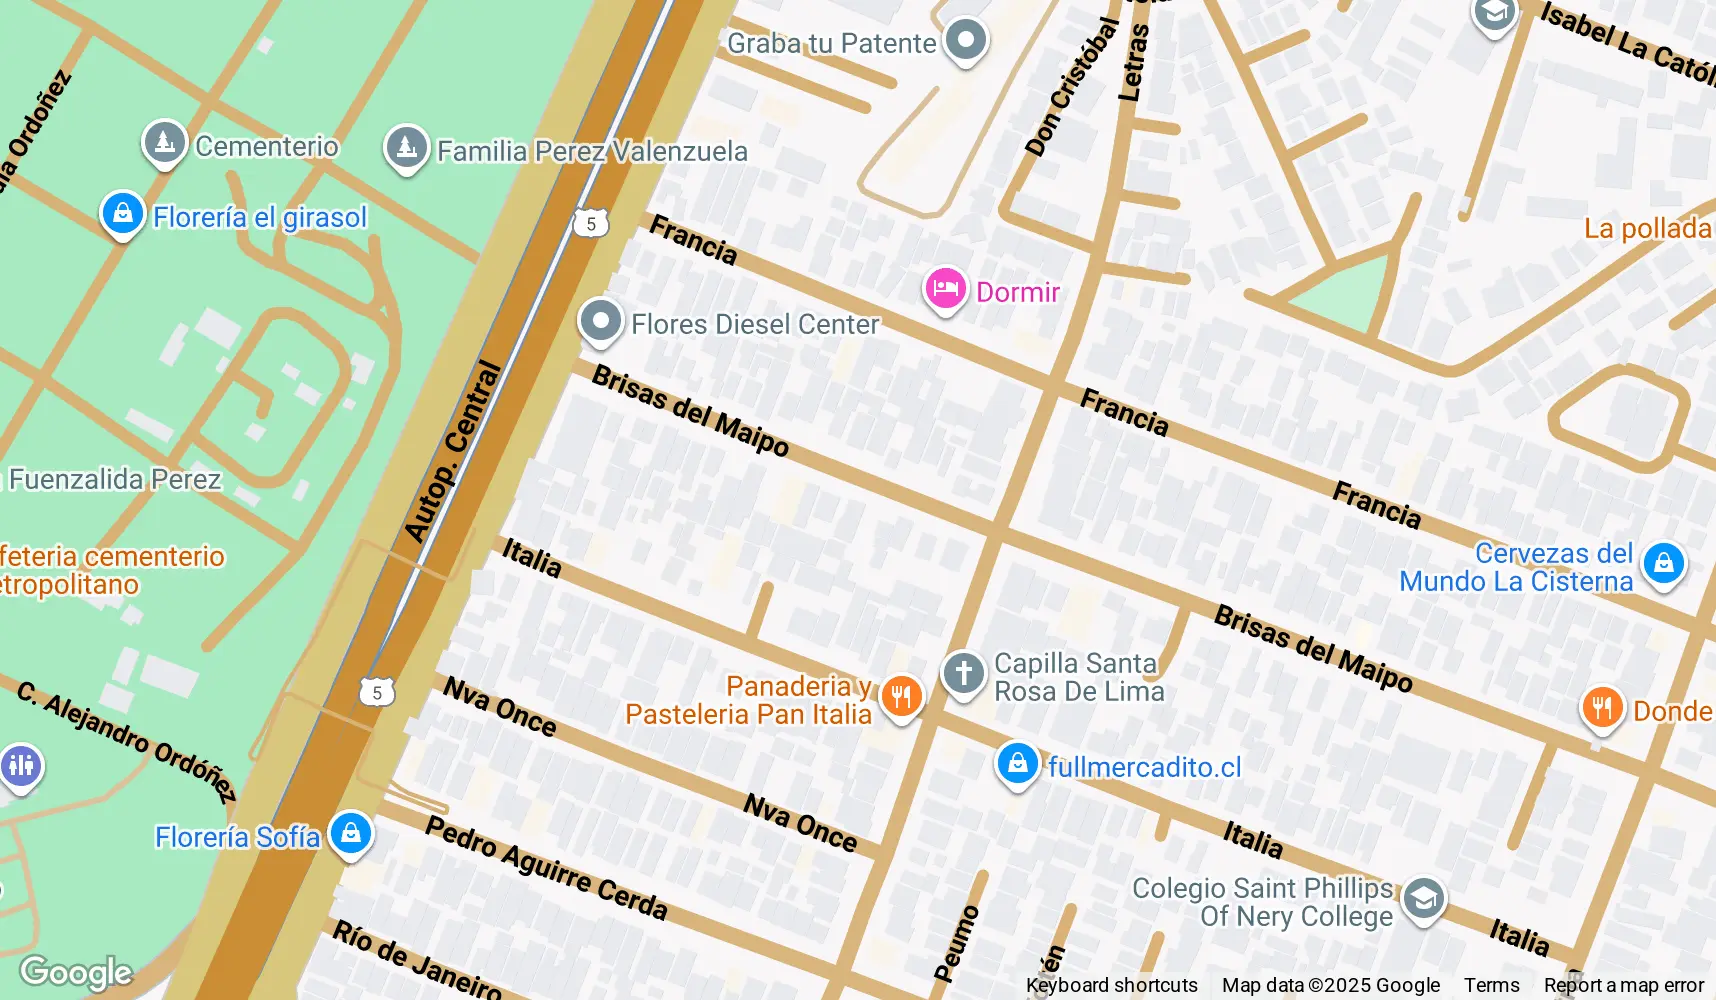 Isabel La Catól
Graba tu Patente
Don Cristóbal
Letras
Ordóñez
Cementerio
Familia Perez Valenzuela
Florería el girasol
5
Francia
La pollada
Dormir
Flores Diesel Center
Autop. Central
Brisas del Maipo
Francia
Fuenzalida Perez
Francia
feteria cementerio
etropolitano
Italia
Cervezas del
Mundo La Cisterna
Brisas del Maipo
Capilla Santa
Rosa De Lima
Panaderia y
Pasteleria Pan Italia
5
C. Alejandro Ordóñez
Nva Once
Donde
fullmercadito.cl
Nva Once
Italia
Florería Sofía
Pedro Aguirre Cerda
Colegio Saint Phillips
Of Nery College
Peumo
Italia
Río de Janeiro
Google
Keyboard shortcuts
Map data ©2025 Google
Terms
Report a map error